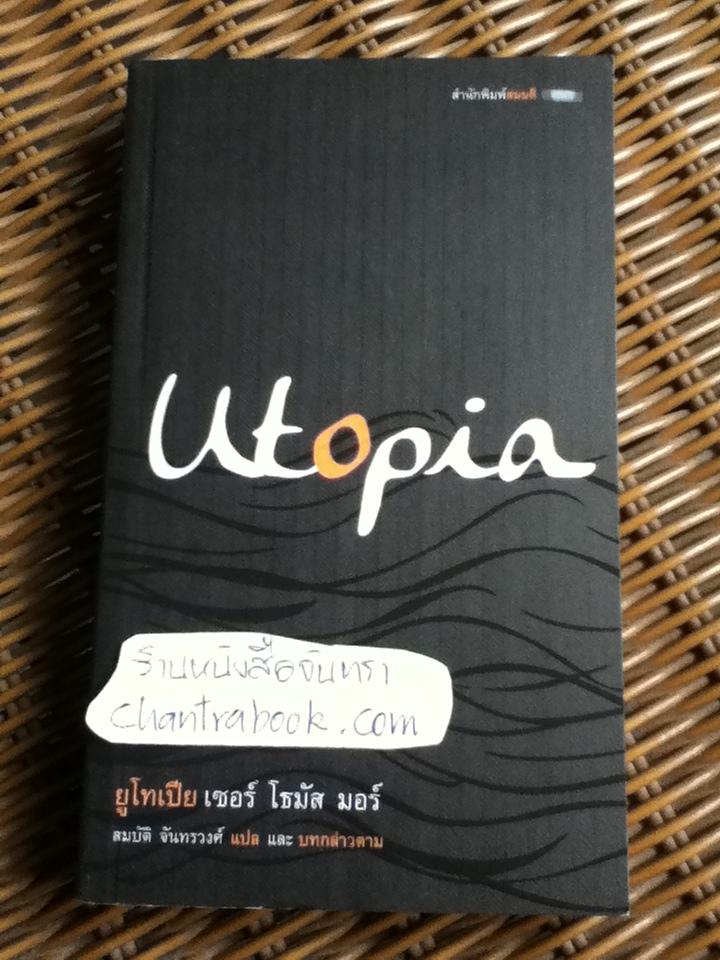 สำนักพิมพ์สมมติ
Utopia
ร้านหนังสือจันทรา
chantrabook.com
ยูโทเปีย เซอร์ โธมัส มอร์
สมบัติ จันทรวงศ์ แปล และ บทกล่าวตาม